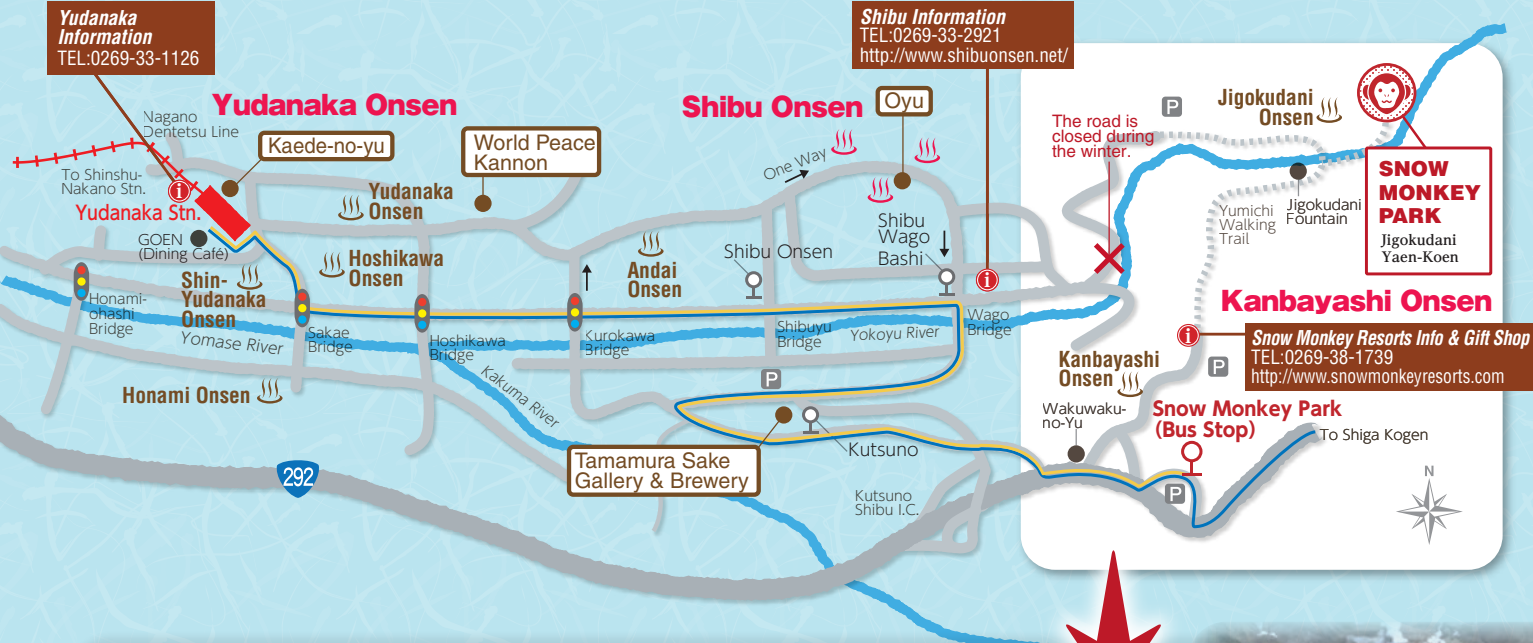 Yudanaka
Information
TEL:0269-33-1126
Shibu Information
TEL:0269-33-2921
http://www.shibuonsen.net/
Yudanaka Onsen
Shibu Onsen
Oyu
Nagano
Dentetsu Line
Kaede-no-yu
World Peace
Kannon
To Shinshu-
Nakano Stn.
Yudanaka Stn.
Yudanaka
Onsen
GOEN
(Dining Café)
Hoshikawa
Onsen
Shin-
Yudanaka
Onsen
Andai
Onsen
Shibu Onsen
One Way
Shibu
Wago
Bashi
The road is
closed during
the winter.
P
Jigokudani
Onsen
SNOW
MONKEY
PARK
Jigokudani
Yaen-Koen
Yumichi
Walking
Trail
Jigokudani
Fountain
Kanbayashi Onsen
Snow Monkey Resorts Info & Gift Shop
TEL:0269-38-1739
http://www.snowmonkeyresorts.com
Honami-
ohashi
Bridge
Yomase River
Sakae
Bridge
Hoshikawa
Bridge
Kurokawa
Bridge
Shibuyu
Bridge
Yokoyu River
Wago
Bridge
Honami Onsen
Kakuma River
P
Kanbayashi
Onsen
P
Wakuwaku-
no-Yu
Snow Monkey Park
(Bus Stop)
To Shiga Kogen
Kutsuno
Tamamura Sake
Gallery & Brewery
292
Kutsuno
Shibu I.C.
P
N